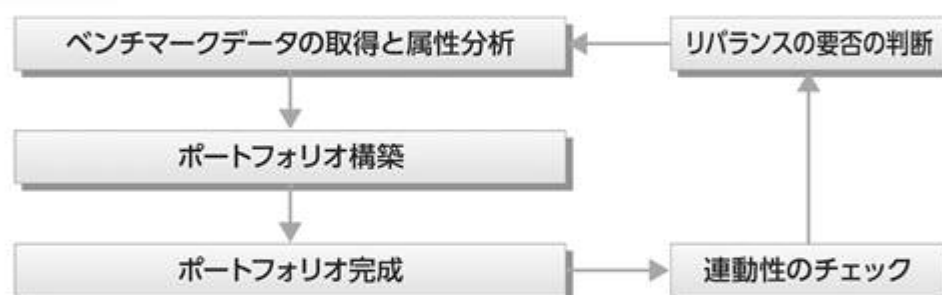 ベンチマークデータの取得と属性分析
リバランスの要否の判断
ポートフォリオ構築
ポートフォリオ完成
連動性のチェック